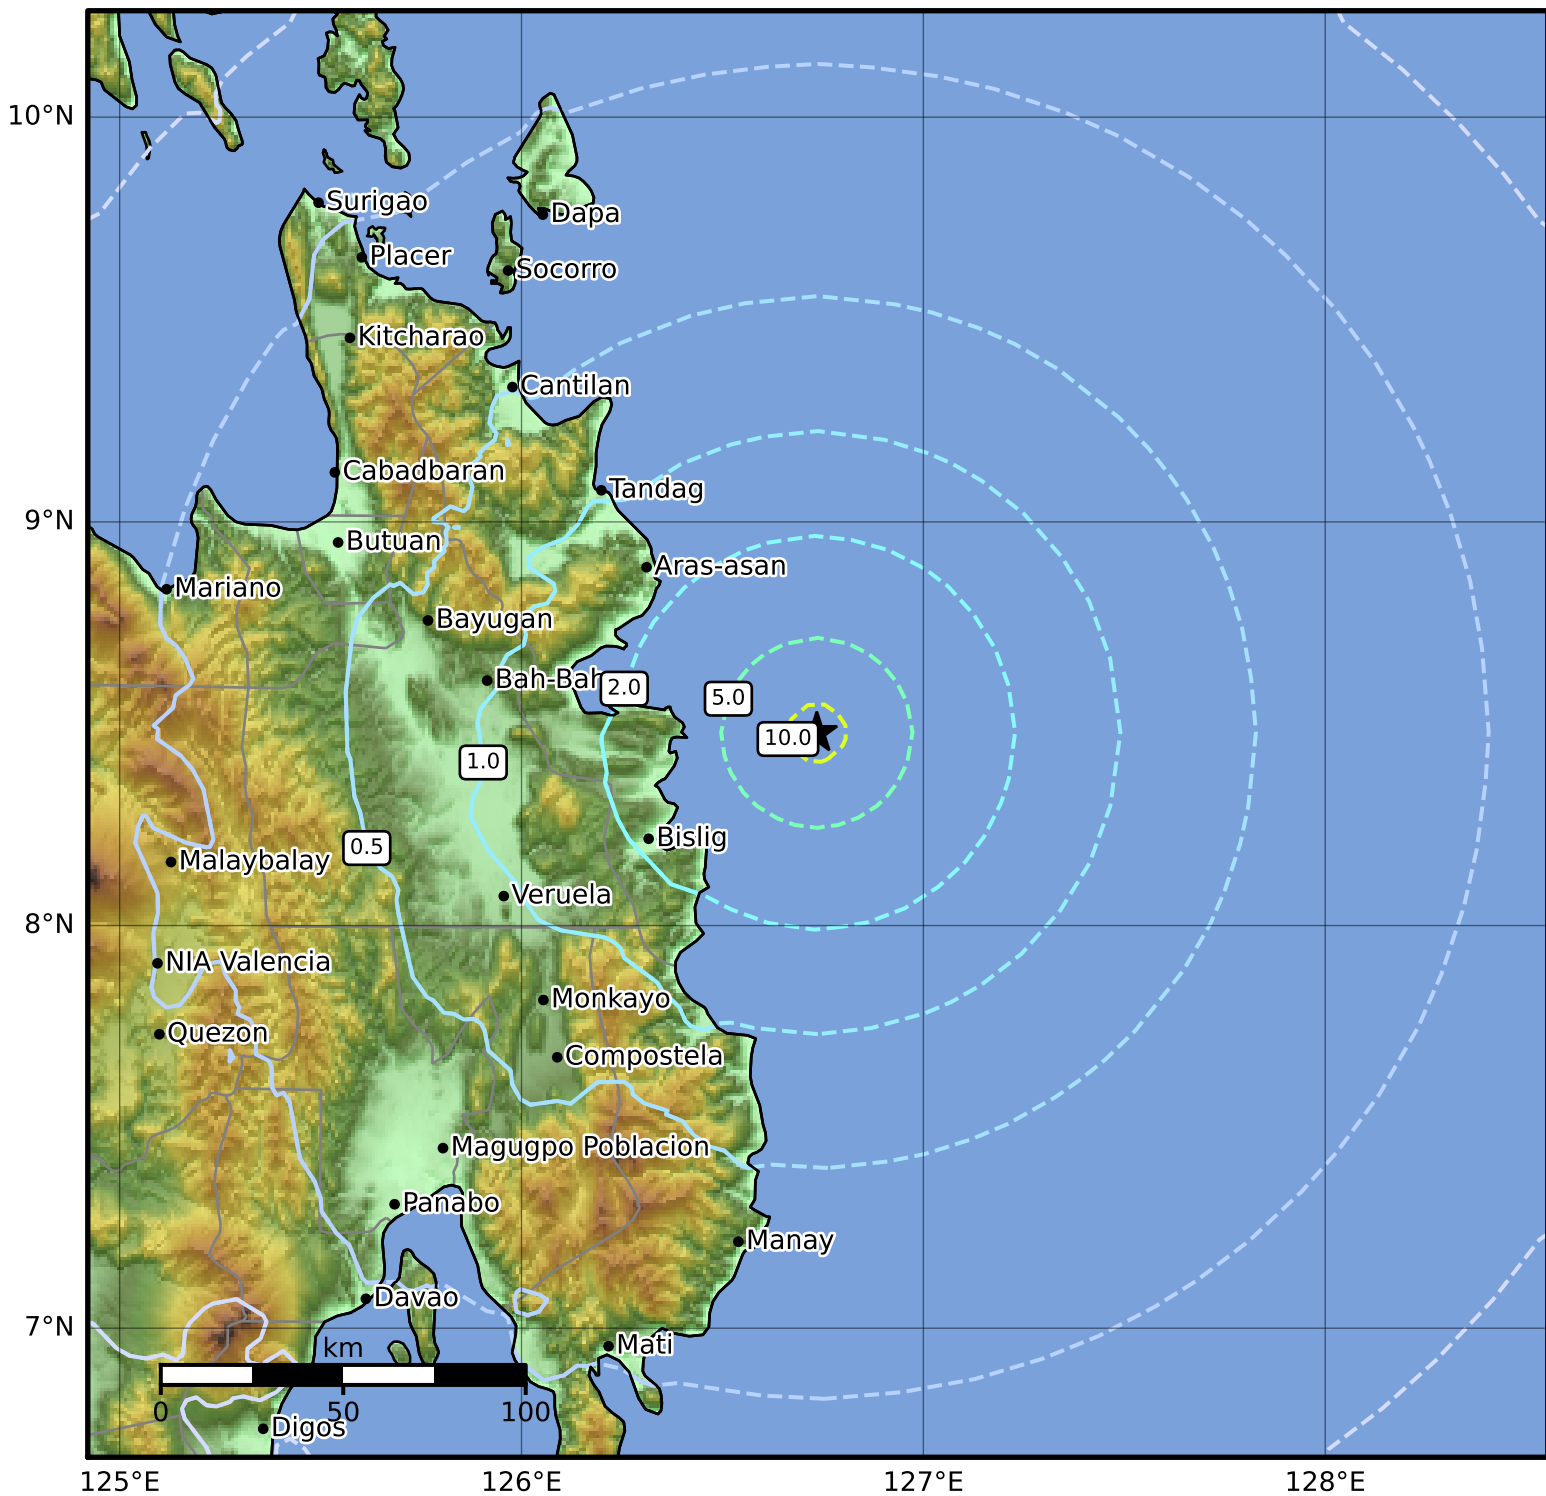 10°N
Surigao
Dapa
Placer
Socorro
Kitcharao
Cantilan
Cabadbaran
Tandag
9°N
Butuan
Aras-asan
Mariano
Bayugan
Bah-Bah
2.0
5.0
10.0
1.0
Bislig
0.5
Malaybalay
Veruela
8°N
NIA Valencia
Monkayo
Quezon
Compostela
Magugpo Poblacion
Panabo
Manay
Davao
7°N
Mati
km
0 50 100
Digos
125°E 126°E 127°E 128°E